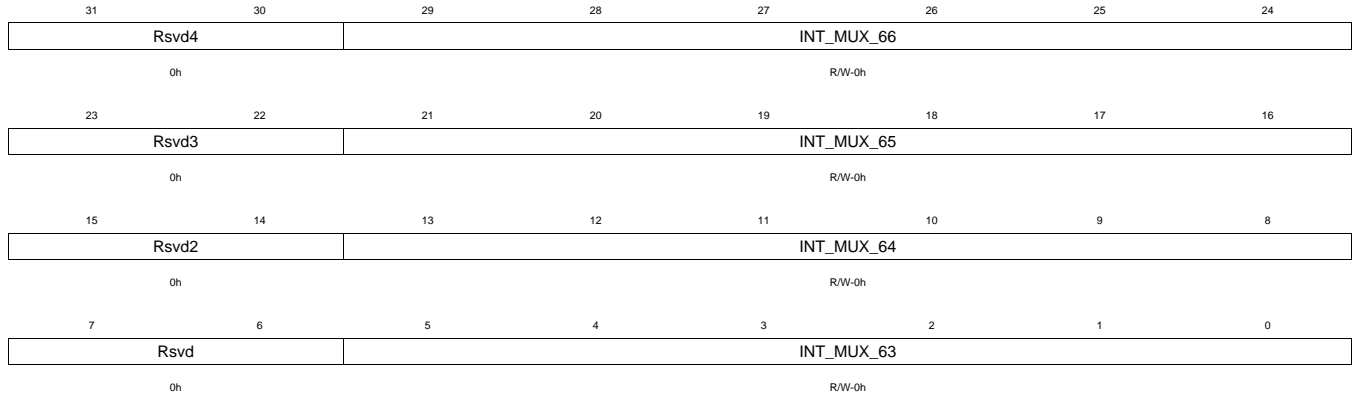 31 30 29 28 27 26 25 24
Rsvd4 INT_MUX_66
0h R/W-0h
23 22 21 20 19 18 17 16
Rsvd3 INT_MUX_65
0h R/W-0h
15 14 13 12 11 10 9 8
Rsvd2 INT_MUX_64
0h R/W-0h
7 6 5 4 3 2 1 0
Rsvd INT_MUX_63
0h R/W-0h